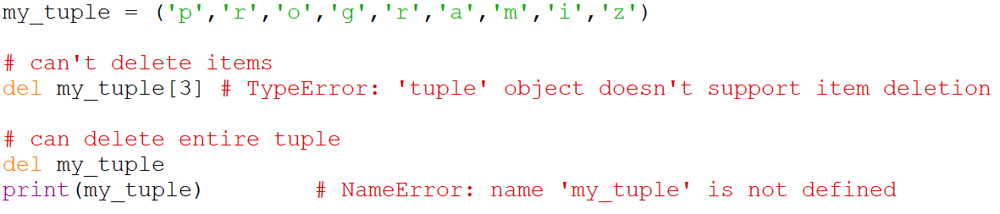 my_tuple = ('p','r','o','g','r','a','m','i','z')
# can't delete items
del my_tuple[3] # TypeError: 'tuple' object doesn't support item deletion
# can delete entire tuple
del my_tuple
print(my_tuple) # NameError: name 'my_tuple' is not defined